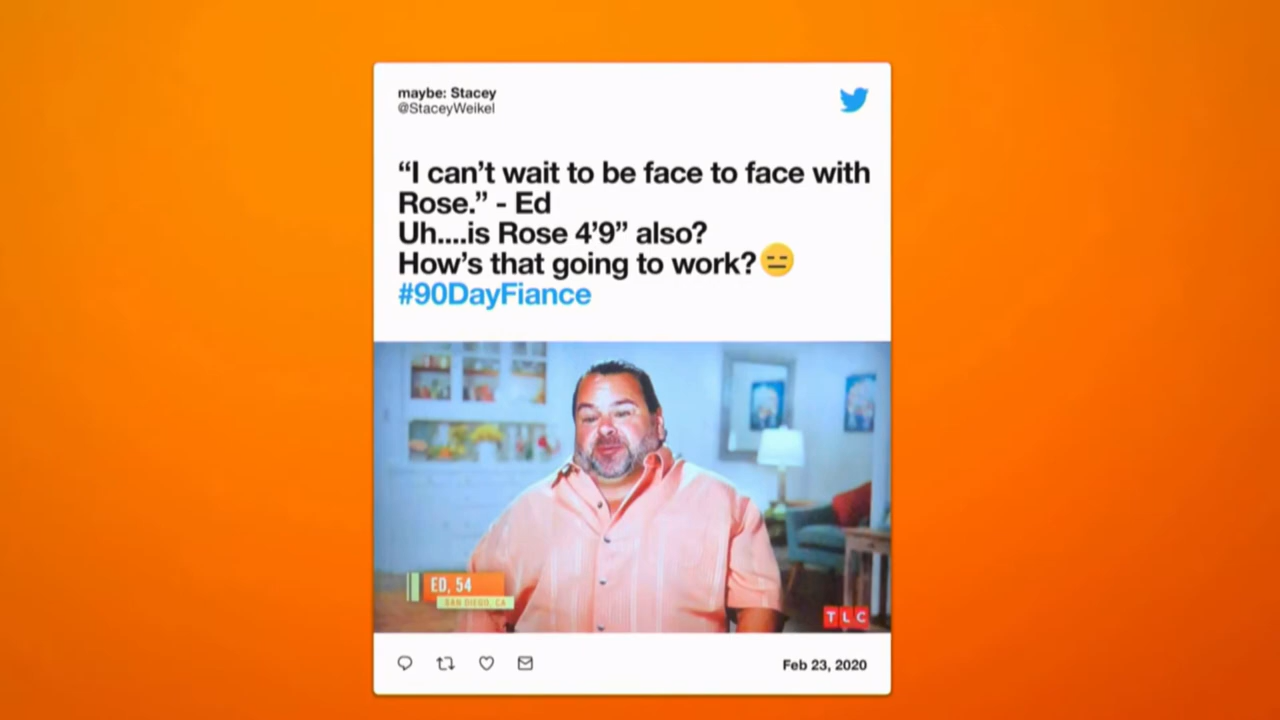 maybe: Stacey
@StaceyWeikel
“I can’t wait to be face to face with
Rose.” - Ed
Uh....is Rose 4’9” also?
How’s that going to work?😑
#90DayFiance
ED, 54
SAN DIEGO, CA
TLC
Feb 23, 2020